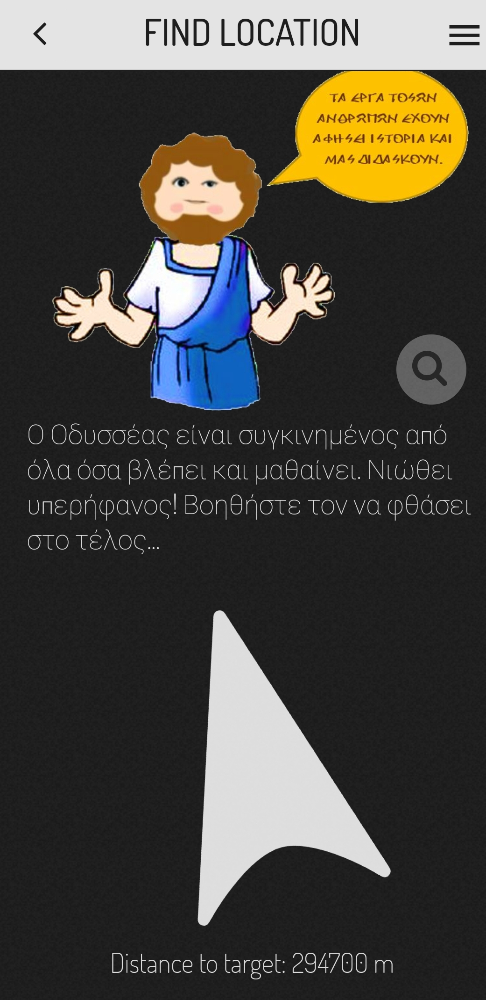 FIND LOCATION
ΤΑ ΕΡΓΑ ΤΟΣΩΝ
ΑΝΘΡΩΠΩΝ ΕΧΟΥΝ
ΑΦΗΣΕΙ ΙΣΤΟΡΙΑ ΚΑΙ
ΜΑΣ ΔΙΔΑΣΚΟΥΝ.
Ο Οδυσσέας είναι συγκινημένος από
όλα όσα βλέπει και μαθαίνει. Νιώθει
υπερήφανος! Βοηθήστε τον να φθάσει
στο τέλος...
Distance to target: 294700 m